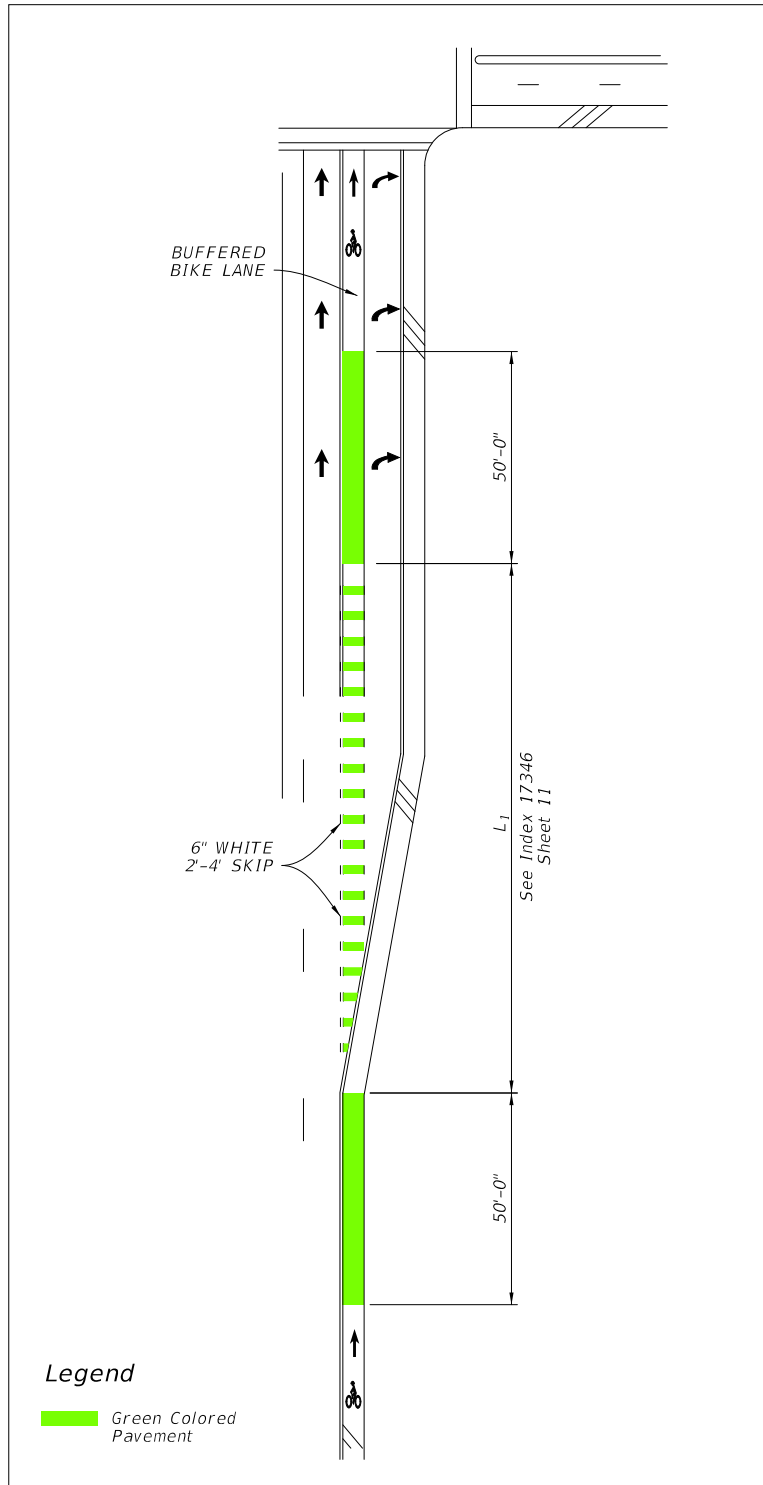 BUFFERED
BIKE LANE
50'-0"
6" WHITE
2'-4' SKIP
L1
See Index 17346
Sheet 11
50'-0"
Legend
Green Colored
Pavement